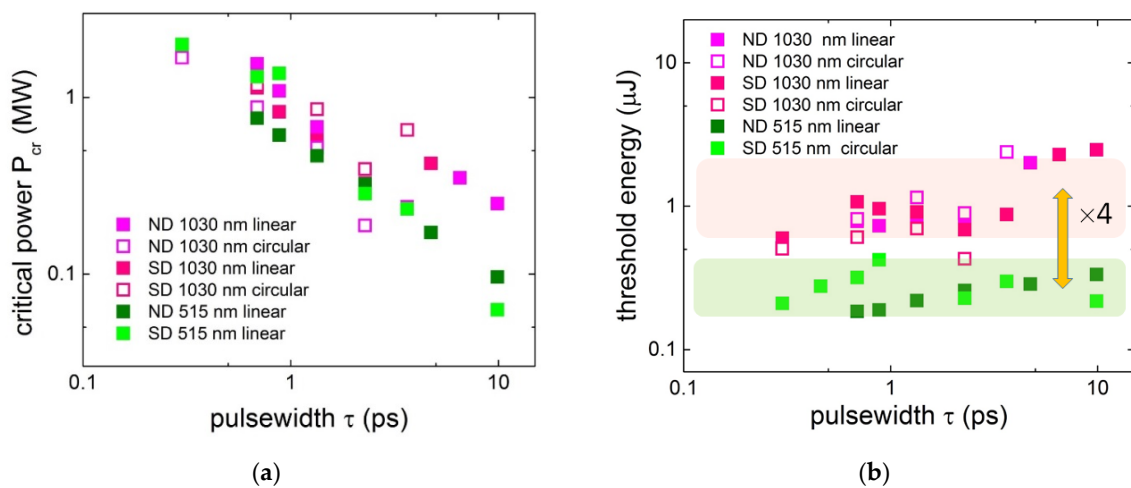 critical power P_cr (MW)
1
0.1
ND 1030 nm linear
ND 1030 nm circular
SD 1030 nm linear
SD 1030 nm circular
ND 515 nm linear
SD 515 nm linear
0.1
1
10
pulsewidth τ (ps)
(a)
threshold energy (μJ)
10
1
0.1
ND 1030 nm linear
ND 1030 nm circular
SD 1030 nm linear
SD 1030 nm circular
ND 515 nm linear
SD 515 nm circular
×4
0.1
1
10
pulsewidth τ (ps)
(b)